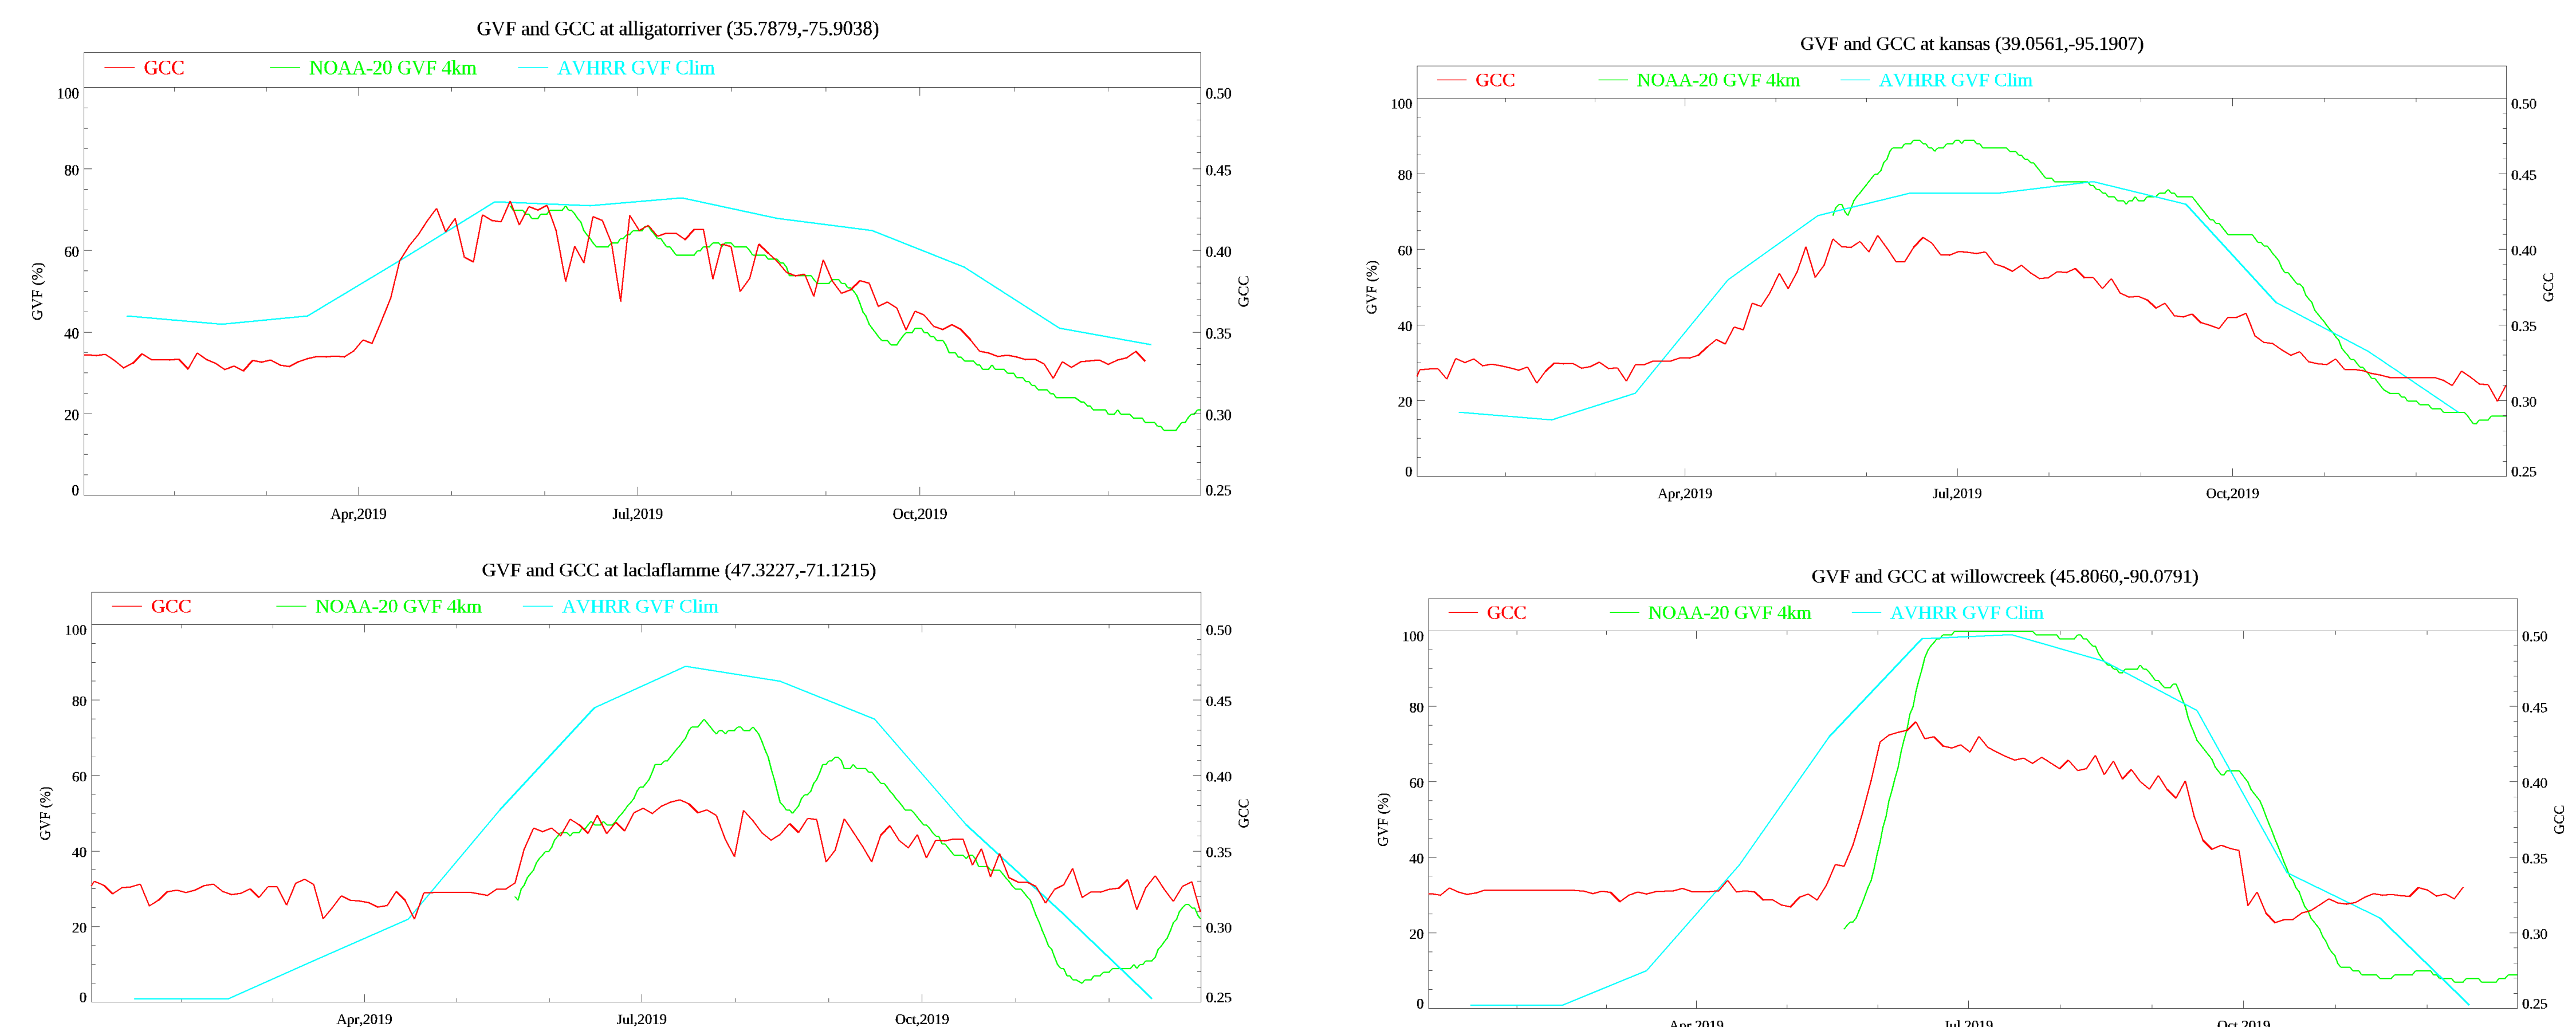 GVF and GCC at alligatorriver (35.7879,-75.9038)
GCC NOAA-20 GVF 4km AVHRR GVF Clim
100 80 60 40 20 0
GVF (%)
0.50 0.45 0.40 0.35 0.30 0.25
GCC
Apr,2019 Jul,2019 Oct,2019
GVF and GCC at kansas (39.0561,-95.1907)
GCC NOAA-20 GVF 4km AVHRR GVF Clim
100 80 60 40 20 0
GVF (%)
0.50 0.45 0.40 0.35 0.30 0.25
GCC
Apr,2019 Jul,2019 Oct,2019
GVF and GCC at laclaflamme (47.3227,-71.1215)
GCC NOAA-20 GVF 4km AVHRR GVF Clim
100 80 60 40 20 0
GVF (%)
0.50 0.45 0.40 0.35 0.30 0.25
GCC
Apr,2019 Jul,2019 Oct,2019
GVF and GCC at willowcreek (45.8060,-90.0791)
GCC NOAA-20 GVF 4km AVHRR GVF Clim
100 80 60 40 20 0
GVF (%)
0.50 0.45 0.40 0.35 0.30 0.25
GCC
Apr,2019 Jul,2019 Oct,2019